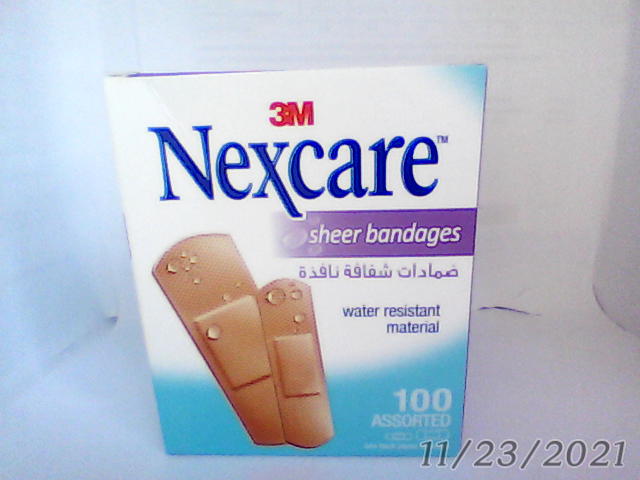 3M
Nexcare™
sheer bandages
ضمادات شفافة نافذة
water resistant
material
100
ASSORTED
11/23/2021